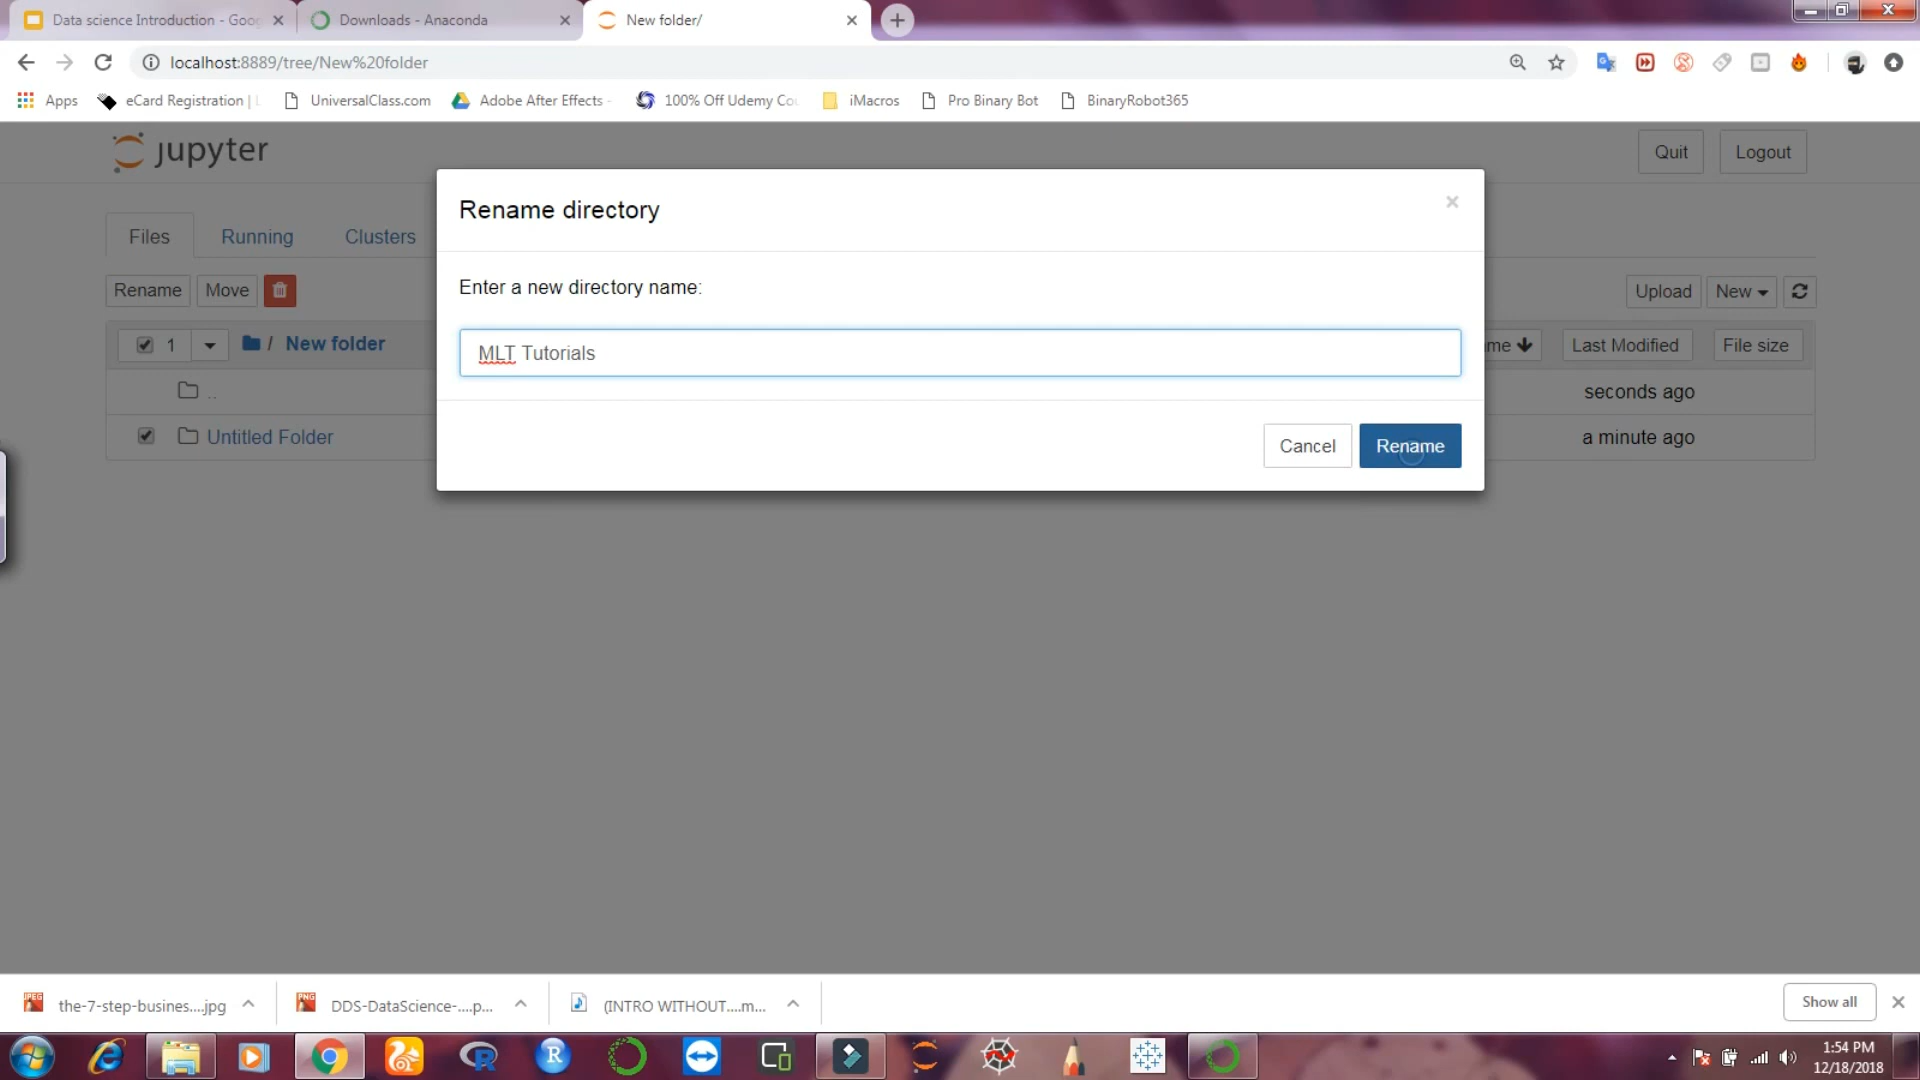 Data science Introduction - Goo
Downloads - Anaconda
New folder/
localhost:8889/tree/New%20folder
Apps
eCard Registration |
UniversalClass.com
Adobe After Effects -
100% Off Udemy Cou
iMacros
Pro Binary Bot
BinaryRobot365
jupyter
Quit
Logout
Rename directory
×
Files
Running
Clusters
Enter a new directory name:
Rename
Move
Upload
New
MLT Tutorials
1
/ New folder
me
Last Modified
File size
..
seconds ago
Untitled Folder
a minute ago
Cancel
Rename
the-7-step-busines....jpg
DDS-DataScience-....p...
(INTRO WITHOUT....m...
Show all
1:54 PM
12/18/2018